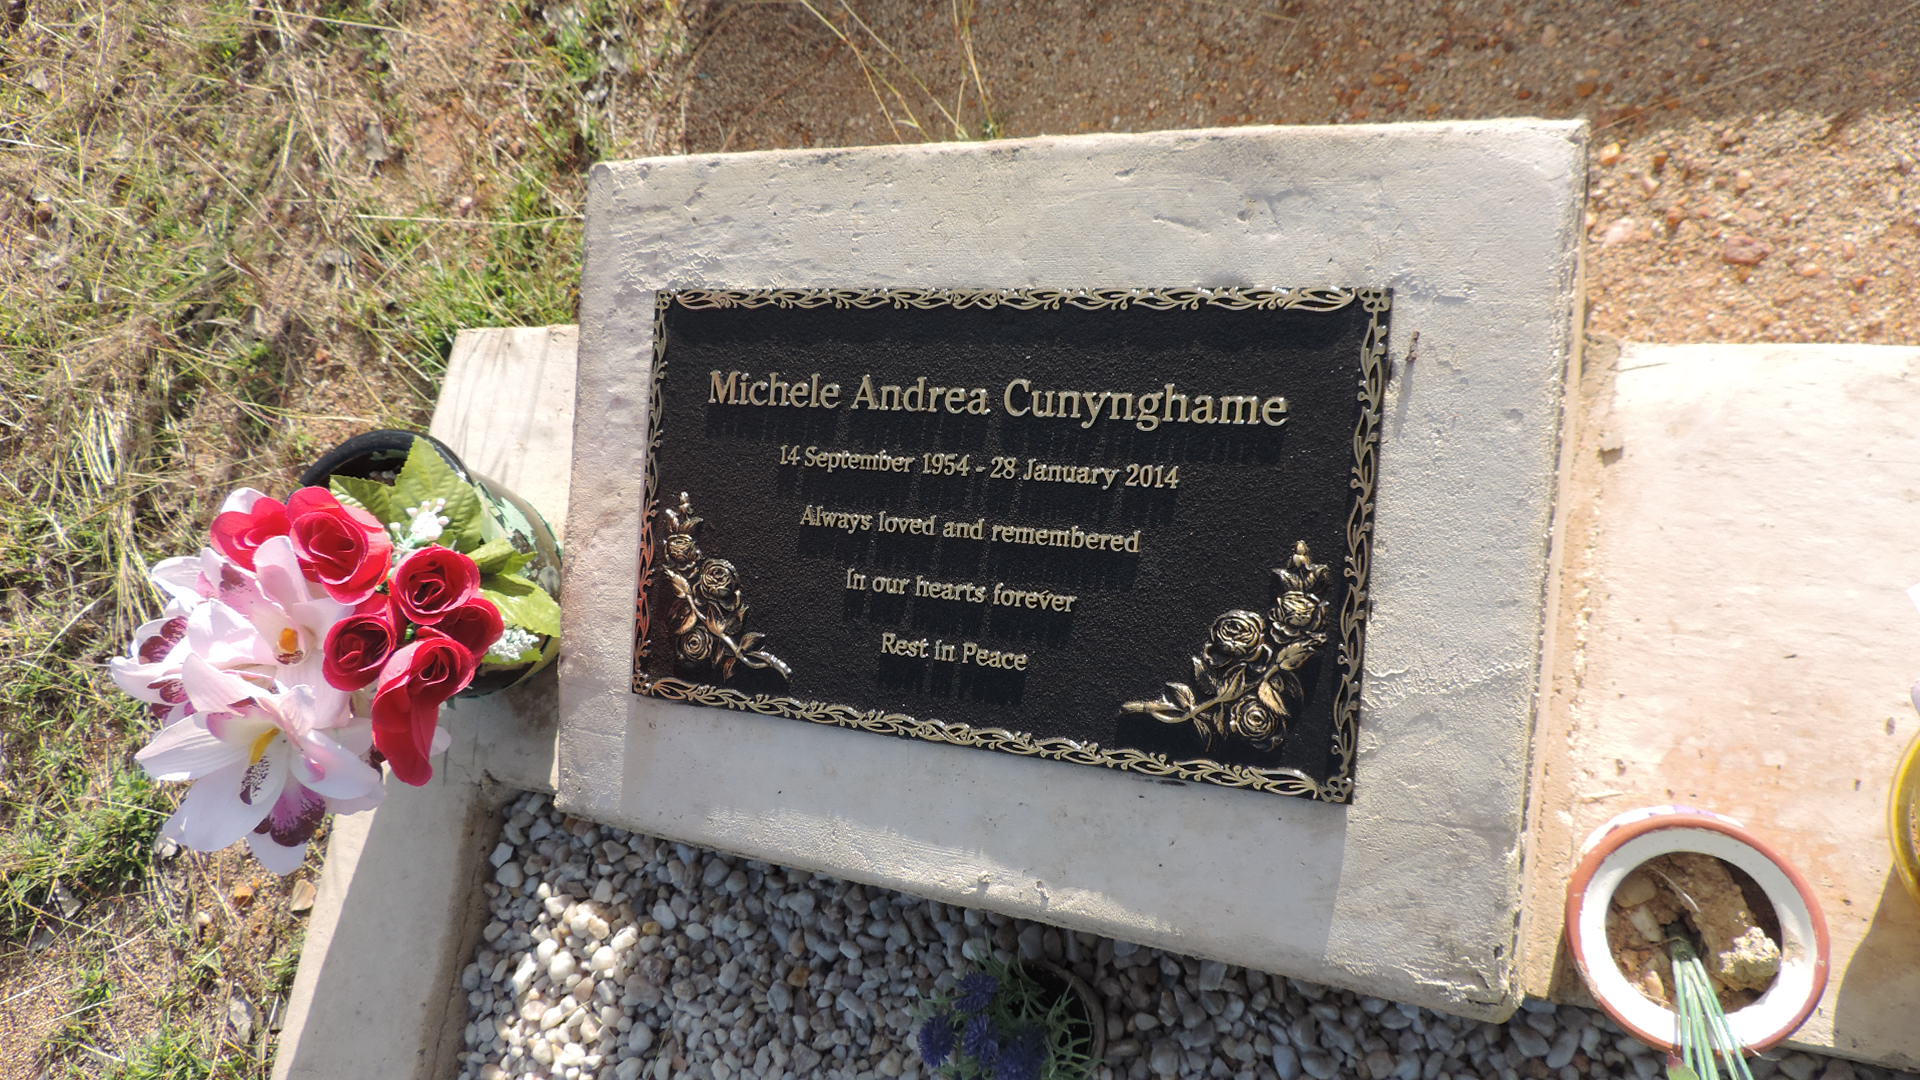 Michele Andrea Cunynghame
14 September 1954 - 28 January 2014
Always loved and remembered
In our hearts forever
Rest in Peace